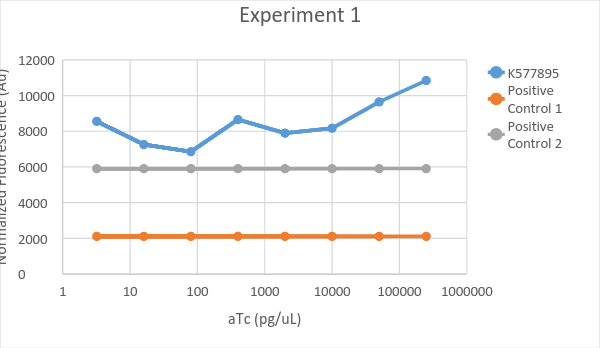 Experiment 1
12000
10000
8000
6000
4000
2000
0
Normalized Fluorescence (Au)
1
10
100
1000
10000
100000
1000000
aTc (pg/uL)
K577895
Positive
Control 1
Positive
Control 2